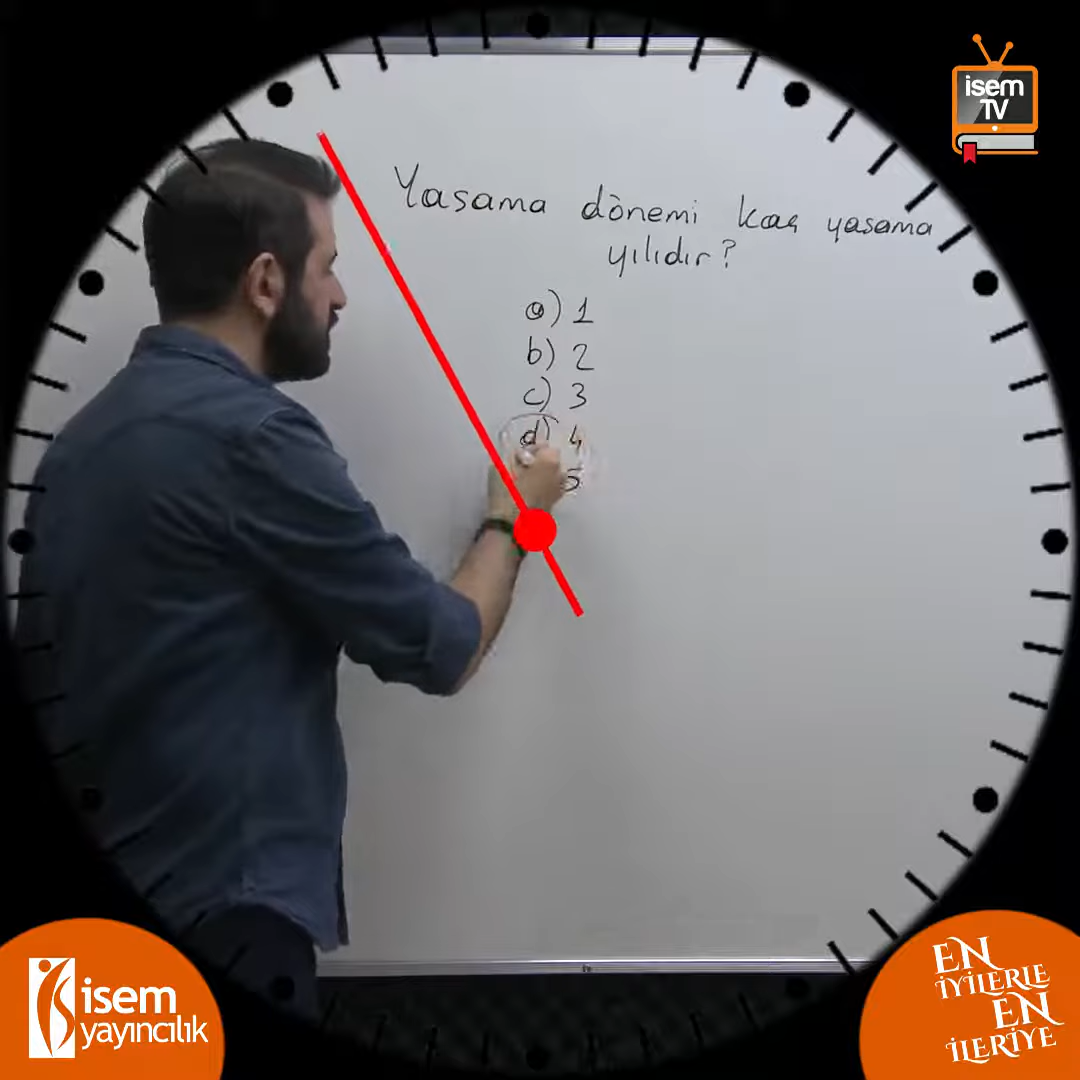 isem
TV
Yasama dönemi kaç yasama
yılıdır?
a) 1
b) 2
c) 3
d) 4
5
isem
yayıncılık
EN
İYİLERLE
EN
İLERİYE